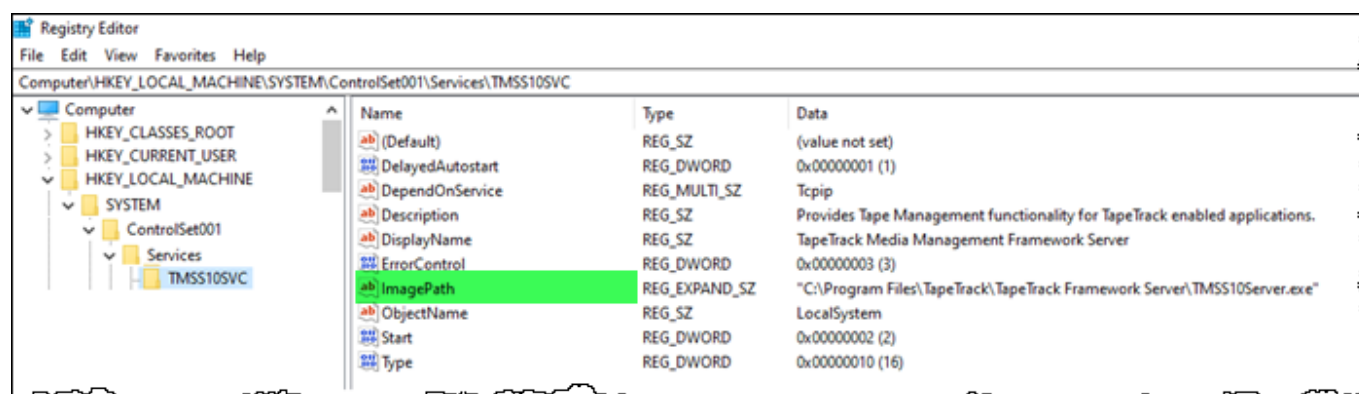 Registry Editor
File Edit View Favorites Help
Computer\HKEY_LOCAL_MACHINE\SYSTEM\ControlSet001\Services\TMSS10SVC
Computer
HKEY_CLASSES_ROOT
HKEY_CURRENT_USER
HKEY_LOCAL_MACHINE
SYSTEM
ControlSet001
Services
TMSS10SVC
Name Type Data
(Default) REG_SZ (value not set)
DelayedAutostart REG_DWORD 0x00000001 (1)
DependOnService REG_MULTI_SZ Tcpip
Description REG_SZ Provides Tape Management functionality for TapeTrack enabled applications.
DisplayName REG_SZ TapeTrack Media Management Framework Server
ErrorControl REG_DWORD 0x00000003 (3)
ImagePath REG_EXPAND_SZ "C:\Program Files\TapeTrack\TapeTrack Framework Server\TMSS10Server.exe"
ObjectName REG_SZ LocalSystem
Start REG_DWORD 0x00000002 (2)
Type REG_DWORD 0x00000010 (16)